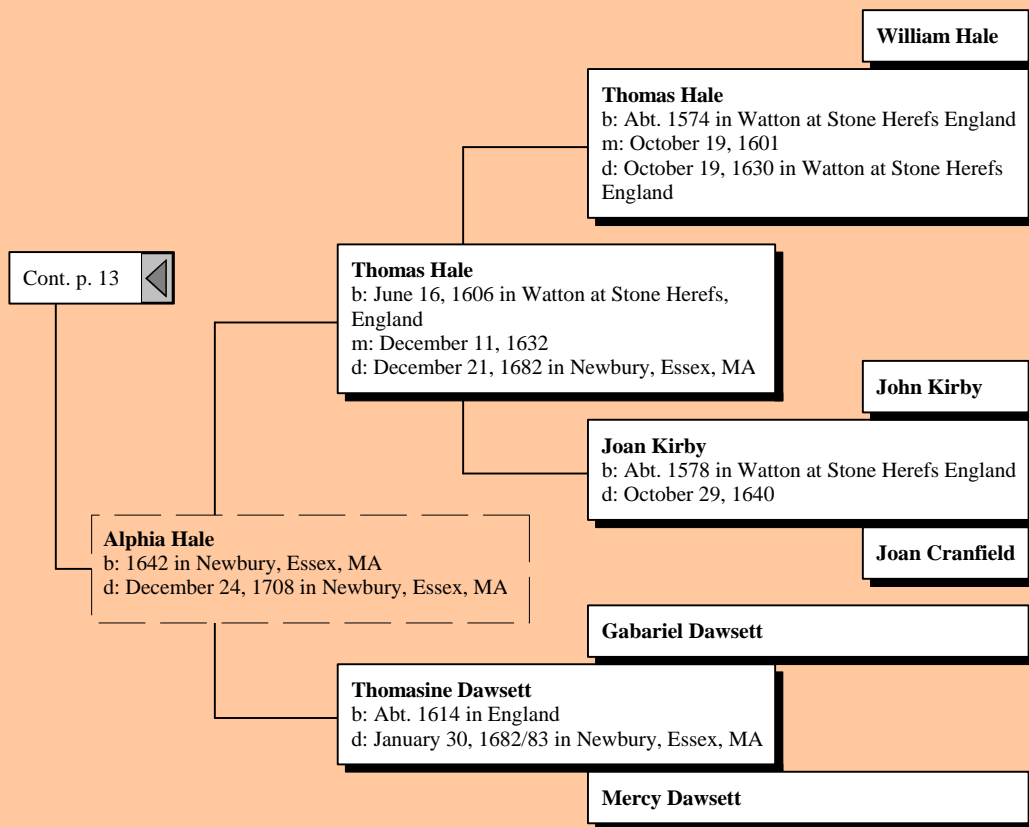 William Hale
Thomas Hale
b: Abt. 1574 in Watton at Stone Herefs England
m: October 19, 1601
d: October 19, 1630 in Watton at Stone Herefs
England
Thomas Hale
b: June 16, 1606 in Watton at Stone Herefs,
England
m: December 11, 1632
d: December 21, 1682 in Newbury, Essex, MA
Cont. p. 13
John Kirby
Joan Kirby
b: Abt. 1578 in Watton at Stone Herefs England
d: October 29, 1640
Joan Cranfield
Alphia Hale
b: 1642 in Newbury, Essex, MA
d: December 24, 1708 in Newbury, Essex, MA
Gabariel Dawsett
Thomasine Dawsett
b: Abt. 1614 in England
d: January 30, 1682/83 in Newbury, Essex, MA
Mercy Dawsett